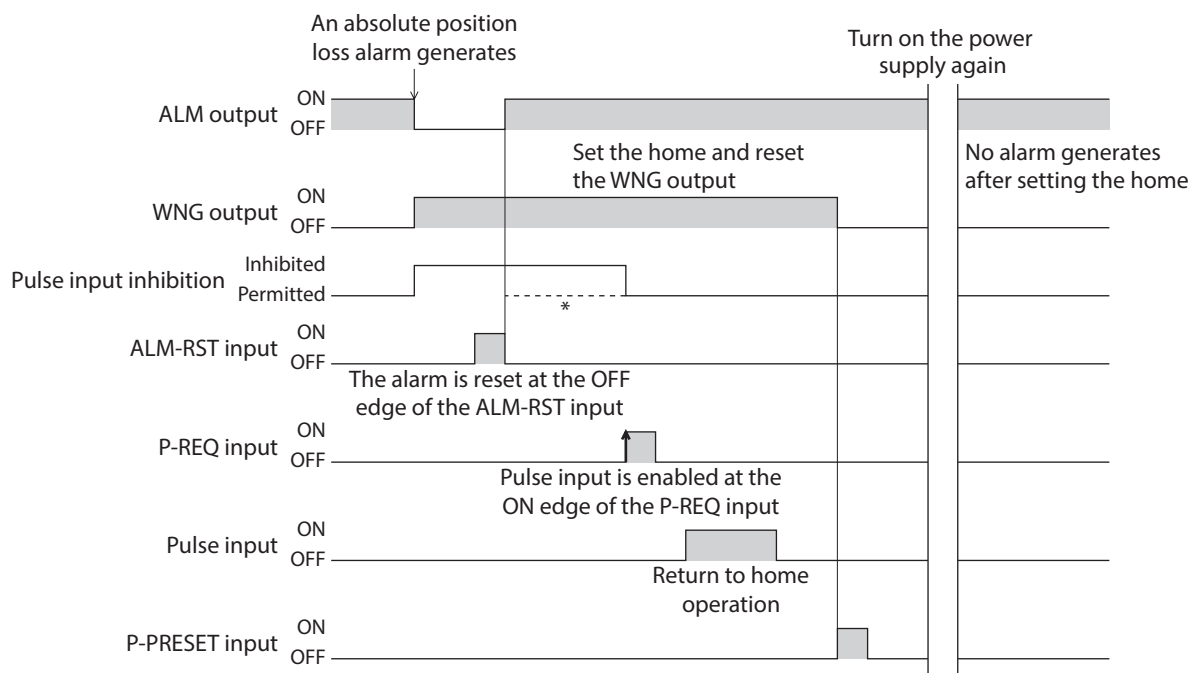 An absolute position
loss alarm generates
Turn on the power
supply again
ALM output
ON
OFF
Set the home and reset
the WNG output
No alarm generates
after setting the home
WNG output
ON
OFF
Pulse input inhibition
Inhibited
Permitted
*
ALM-RST input
ON
OFF
The alarm is reset at the OFF
edge of the ALM-RST input
P-REQ input
ON
OFF
Pulse input is enabled at the
ON edge of the P-REQ input
Pulse input
ON
OFF
Return to home
operation
P-PRESET input
ON
OFF